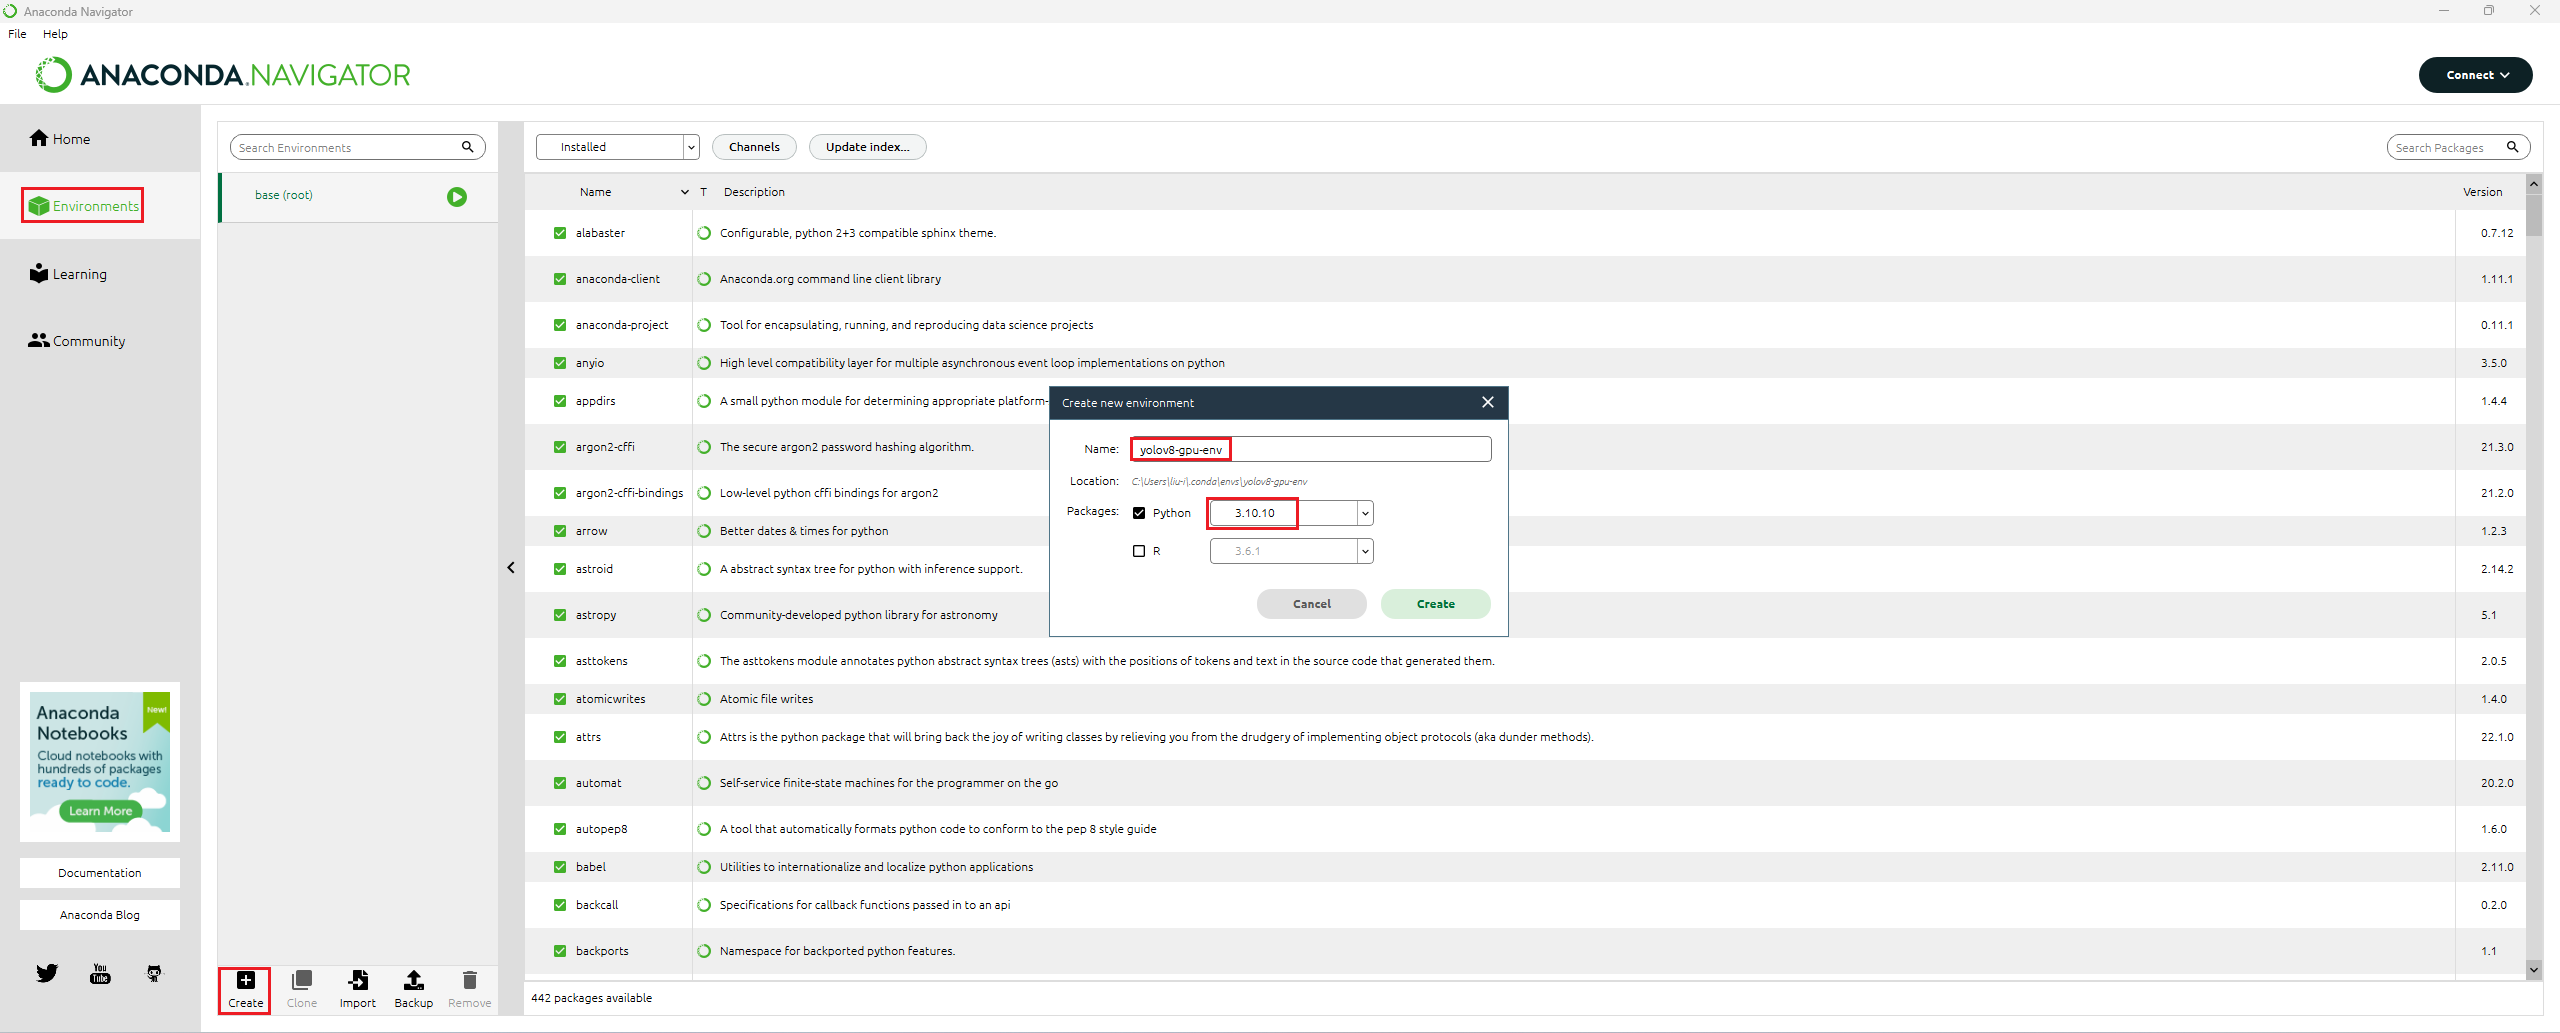 Anaconda Navigator
File Help
ANACONDA.NAVIGATOR
Connect
Home
Environments
Learning
Community
Anaconda
Notebooks
New!
Cloud notebooks with
hundreds of packages
ready to code.
Learn More
Documentation
Anaconda Blog
You
Tube
Search Environments
base (root)
Create Clone Import Backup Remove
Installed Channels Update index... Search Packages
Name T Description Version
alabaster Configurable, python 2+3 compatible sphinx theme. 0.7.12
anaconda-client Anaconda.org command line client library 1.11.1
anaconda-project Tool for encapsulating, running, and reproducing data science projects 0.11.1
anyio High level compatibility layer for multiple asynchronous event loop implementations on python 3.5.0
appdirs A small python module for determining appropriate platform- 1.4.4
argon2-cffi The secure argon2 password hashing algorithm. 21.3.0
argon2-cffi-bindings Low-level python cffi bindings for argon2 21.2.0
arrow Better dates & times for python 1.2.3
astroid A abstract syntax tree for python with inference support. 2.14.2
astropy Community-developed python library for astronomy 5.1
asttokens The asttokens module annotates python abstract syntax trees (asts) with the positions of tokens and text in the source code that generated them. 2.0.5
atomicwrites Atomic file writes 1.4.0
attrs Attrs is the python package that will bring back the joy of writing classes by relieving you from the drudgery of implementing object protocols (aka dunder methods). 22.1.0
automat Self-service finite-state machines for the programmer on the go 20.2.0
autopep8 A tool that automatically formats python code to conform to the pep 8 style guide 1.6.0
babel Utilities to internationalize and localize python applications 2.11.0
backcall Specifications for callback functions passed in to an api 0.2.0
backports Namespace for backported python features. 1.1
442 packages available
Create new environment
Name: yolov8-gpu-env
Location: C:\Users\liu-i\.conda\envs\yolov8-gpu-env
Packages: Python 3.10.10
R 3.6.1
Cancel Create